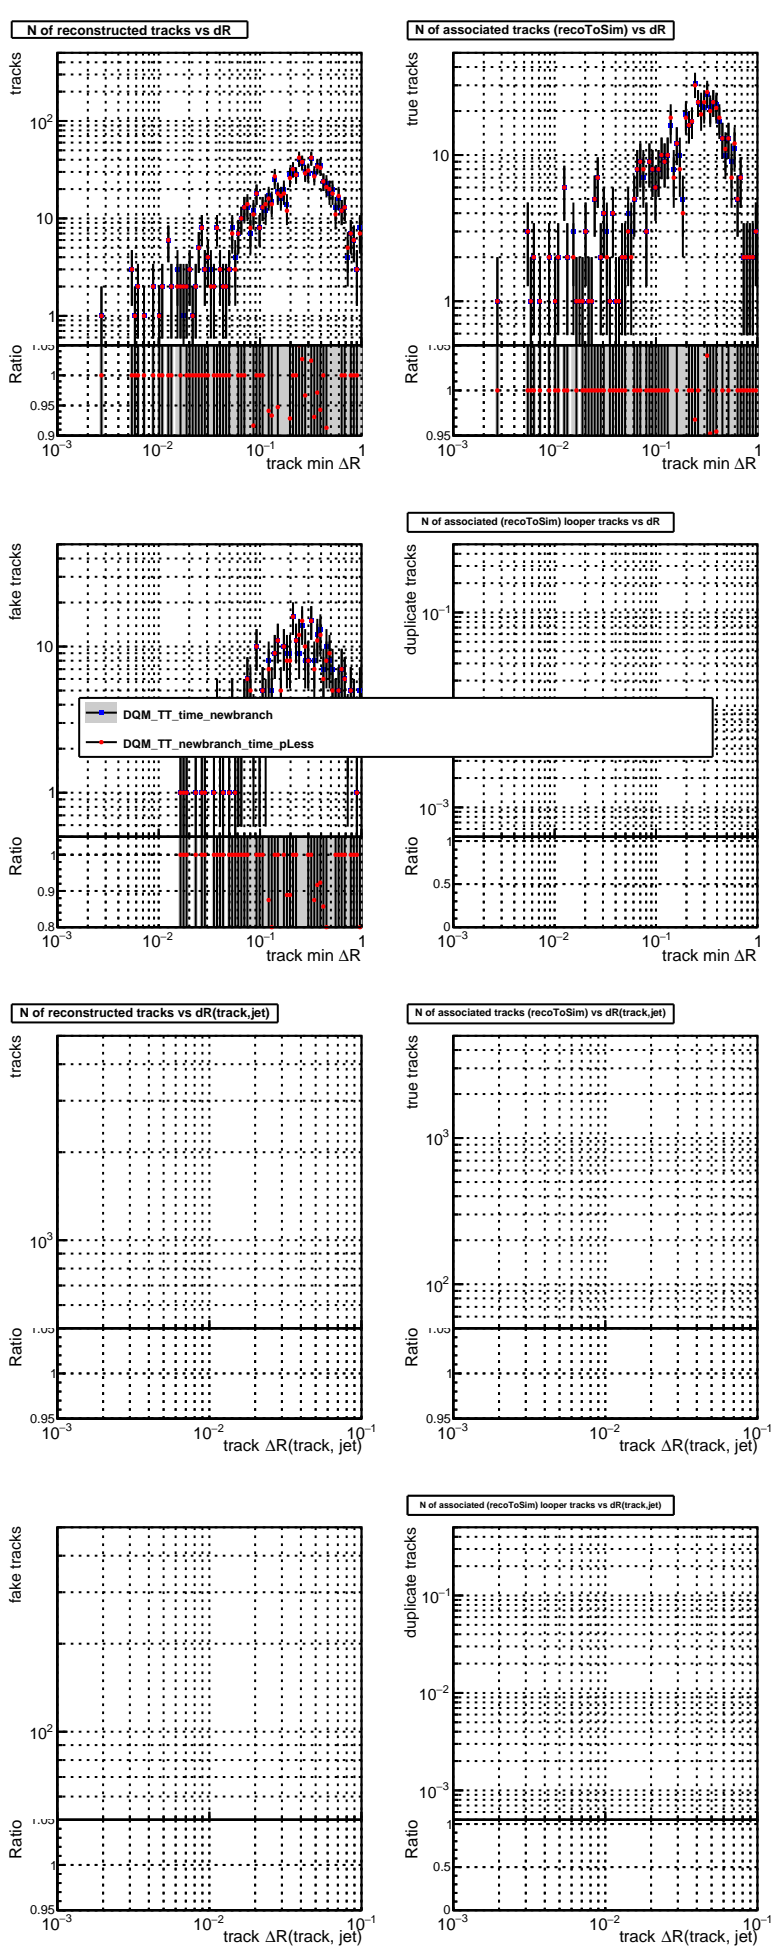 N of reconstructed tracks vs dR
tracks
10²
10
1
Ratio
1.05
1
0.95
0.9
10⁻³
10⁻²
10⁻¹
1
track min ΔR
N of associated tracks (recoToSim) vs dR
true tracks
10
1
Ratio
1.05
1
0.95
10⁻³
10⁻²
10⁻¹
1
track min ΔR
fake tracks
10
1
Ratio
1
0.9
0.8
10⁻³
10⁻²
10⁻¹
1
track min ΔR
N of associated (recoToSim) looper tracks vs dR
duplicate tracks
10⁻¹
10⁻³
Ratio
1
0.5
0
10⁻³
10⁻²
10⁻¹
1
track min ΔR
DQM_TT_time_newbranch
DQM_TT_newbranch_time_pLess
N of reconstructed tracks vs dR(track,jet)
tracks
10³
Ratio
1.05
1
0.95
10⁻³
10⁻²
10⁻¹
track ΔR(track, jet)
N of associated tracks (recoToSim) vs dR(track,jet)
true tracks
10³
10²
Ratio
1.05
1
0.95
10⁻³
10⁻²
10⁻¹
track ΔR(track, jet)
fake tracks
10²
Ratio
1.05
1
0.95
10⁻³
10⁻²
10⁻¹
track ΔR(track, jet)
N of associated (recoToSim) looper tracks vs dR(track,jet)
duplicate tracks
10⁻¹
10⁻²
10⁻³
Ratio
1
0.5
0
10⁻³
10⁻²
10⁻¹
track ΔR(track, jet)